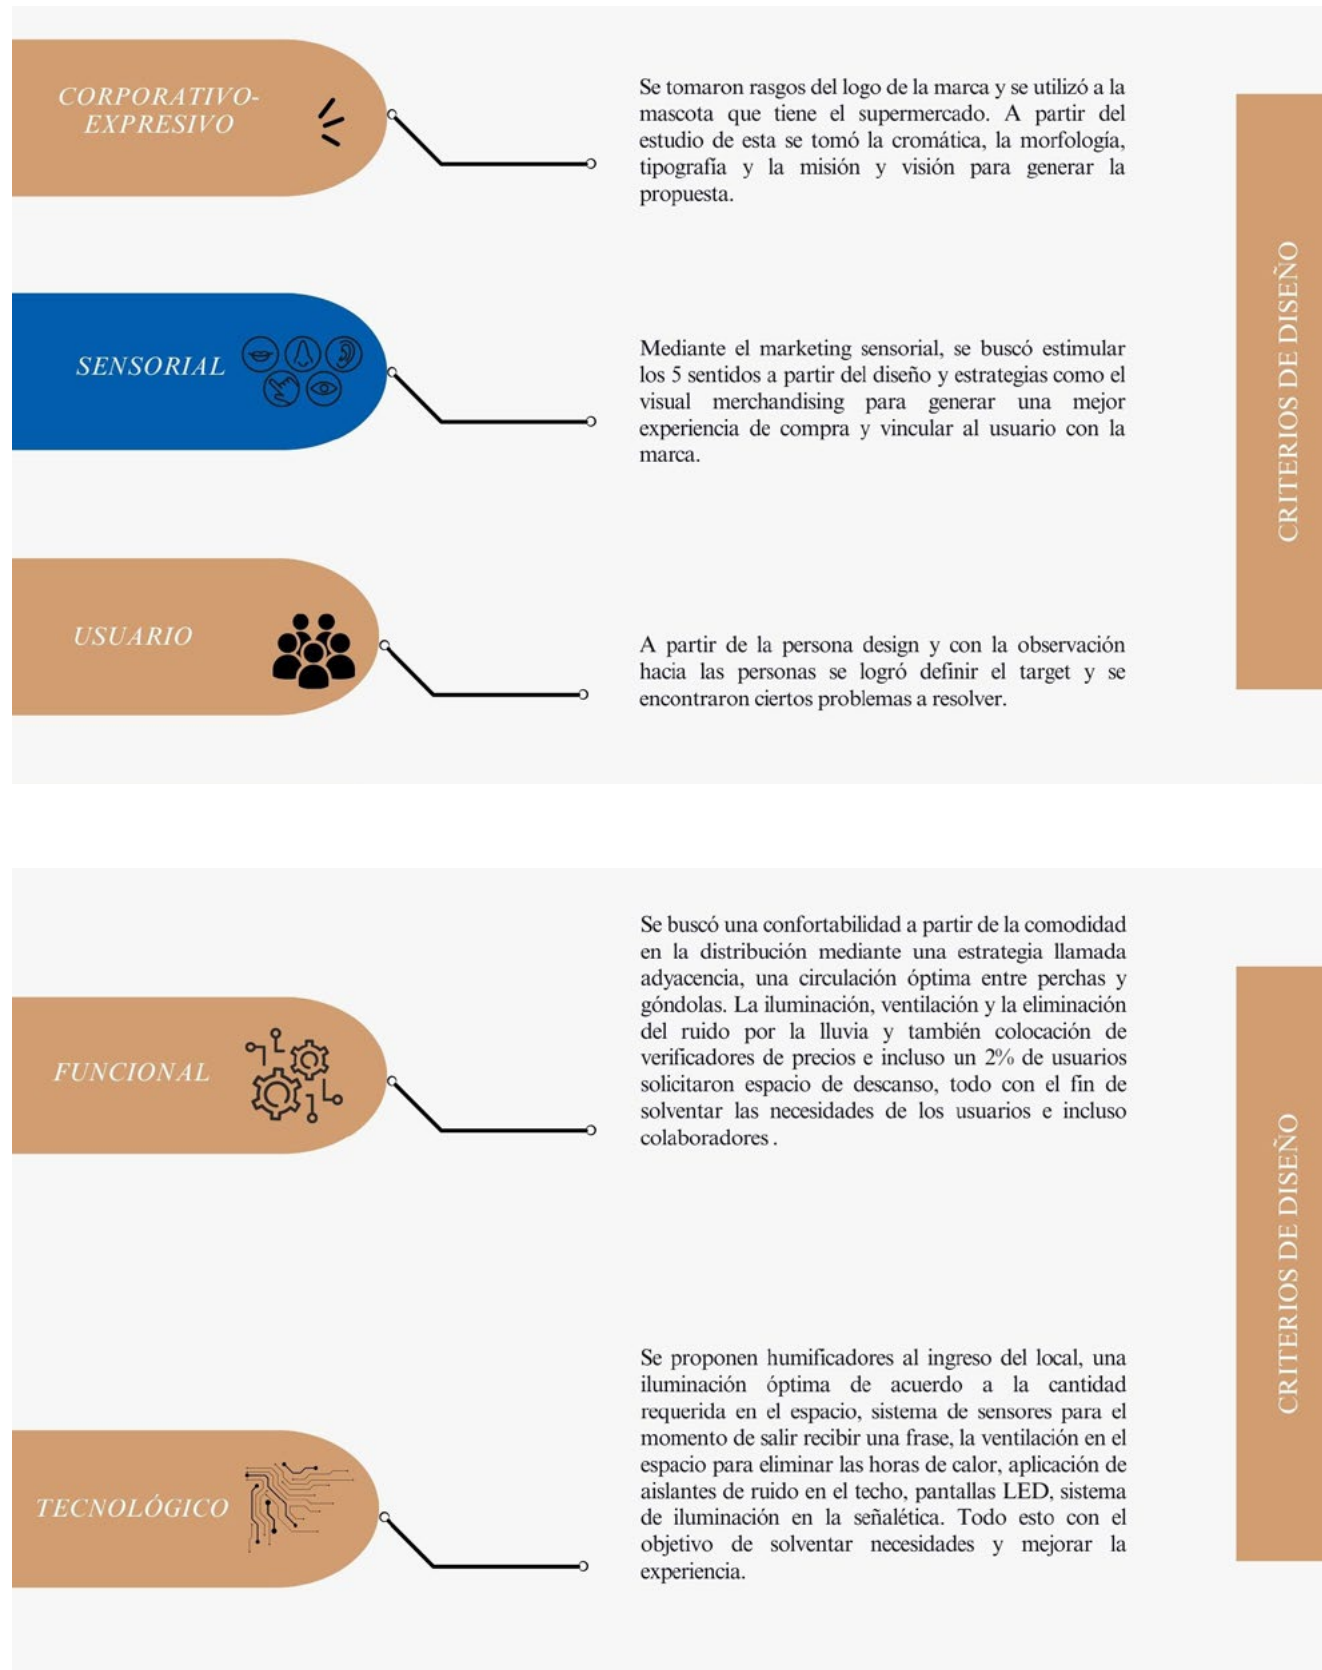 CORPORATIVO-
EXPRESIVO
Se tomaron rasgos del logo de la marca y se utilizó a la
mascota que tiene el supermercado. A partir del
estudio de esta se tomó la cromática, la morfología,
tipografía y la misión y visión para generar la
propuesta.
SENSORIAL
Mediante el marketing sensorial, se buscó estimular
los 5 sentidos a partir del diseño y estrategias como el
visual merchandising para generar una mejor
experiencia de compra y vincular al usuario con la
marca.
USUARIO
A partir de la persona design y con la observación
hacia las personas se logró definir el target y se
encontraron ciertos problemas a resolver.
CRITERIOS DE DISEÑO
FUNCIONAL
Se buscó una confortabilidad a partir de la comodidad
en la distribución mediante una estrategia llamada
adyacencia, una circulación óptima entre perchas y
góndolas. La iluminación, ventilación y la eliminación
del ruido por la lluvia y también colocación de
verificadores de precios e incluso un 2% de usuarios
solicitaron espacio de descanso, todo con el fin de
solventar las necesidades de los usuarios e incluso
colaboradores .
TECNOLÓGICO
Se proponen humificadores al ingreso del local, una
iluminación óptima de acuerdo a la cantidad
requerida en el espacio, sistema de sensores para el
momento de salir recibir una frase, la ventilación en el
espacio para eliminar las horas de calor, aplicación de
aislantes de ruido en el techo, pantallas LED, sistema
de iluminación en la señalética. Todo esto con el
objetivo de solventar necesidades y mejorar la
experiencia.
CRITERIOS DE DISEÑO